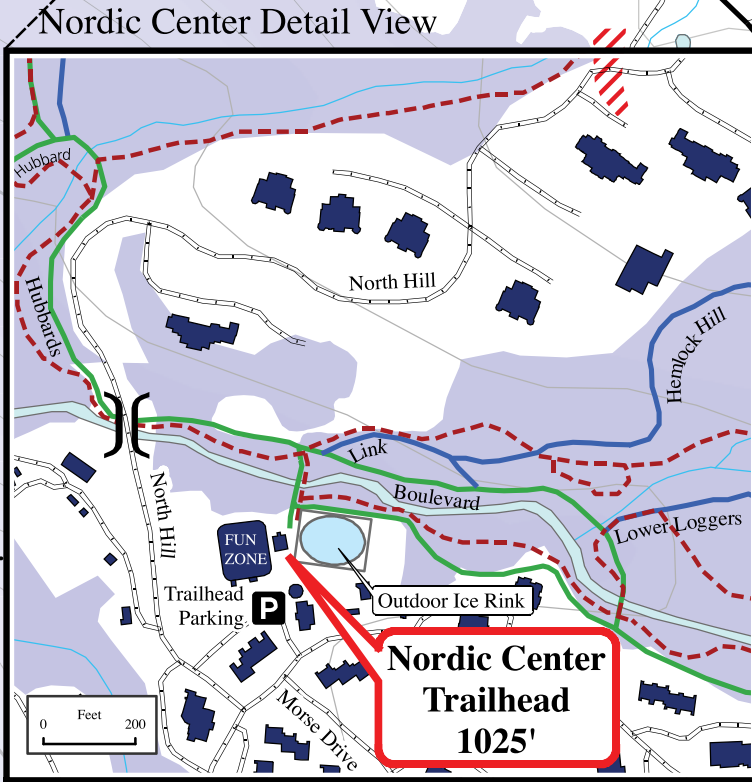 Nordic Center Detail View
Hubbard
Hubbards
North Hill
Hemlock Hill
Link
Boulevard
Lower Loggers
North Hill
FUN
ZONE
Trailhead
Parking
P
Outdoor Ice Rink
Nordic Center
Trailhead
1025'
Morse Drive
Feet
0 200